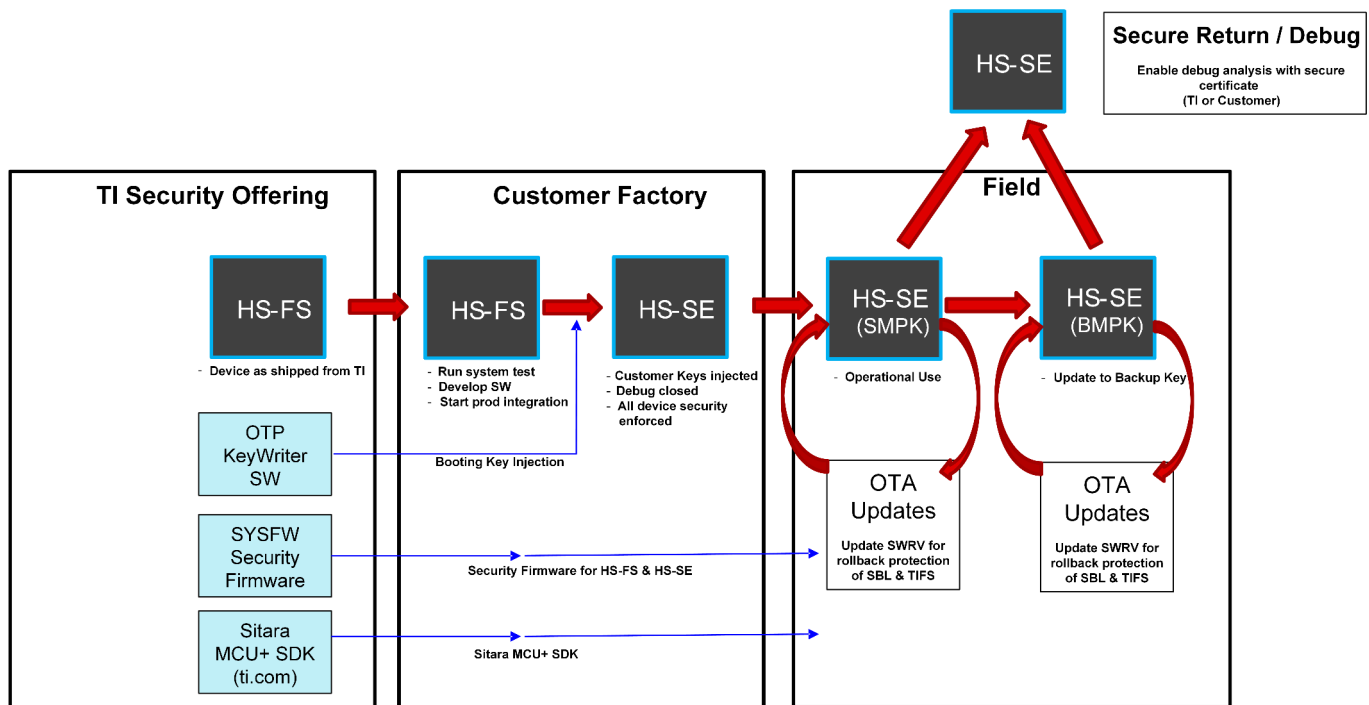 HS-SE
Secure Return / Debug
Enable debug analysis with secure
certificate
(TI or Customer)
TI Security Offering
HS-FS
- Device as shipped from TI
OTP
KeyWriter
SW
SYSFW
Security
Firmware
Sitara
MCU+ SDK
(ti.com)
Customer Factory
HS-FS
- Run system test
- Develop SW
- Start prod integration
HS-SE
- Customer Keys injected
- Debug closed
- All device security
enforced
Booting Key Injection
Security Firmware for HS-FS & HS-SE
Sitara MCU+ SDK
Field
HS-SE
(SMPK)
- Operational Use
OTA
Updates
Update SWRV for
rollback protection
of SBL & TIFS
HS-SE
(BMPK)
- Update to Backup Key
OTA
Updates
Update SWRV for
rollback protection
of SBL & TIFS